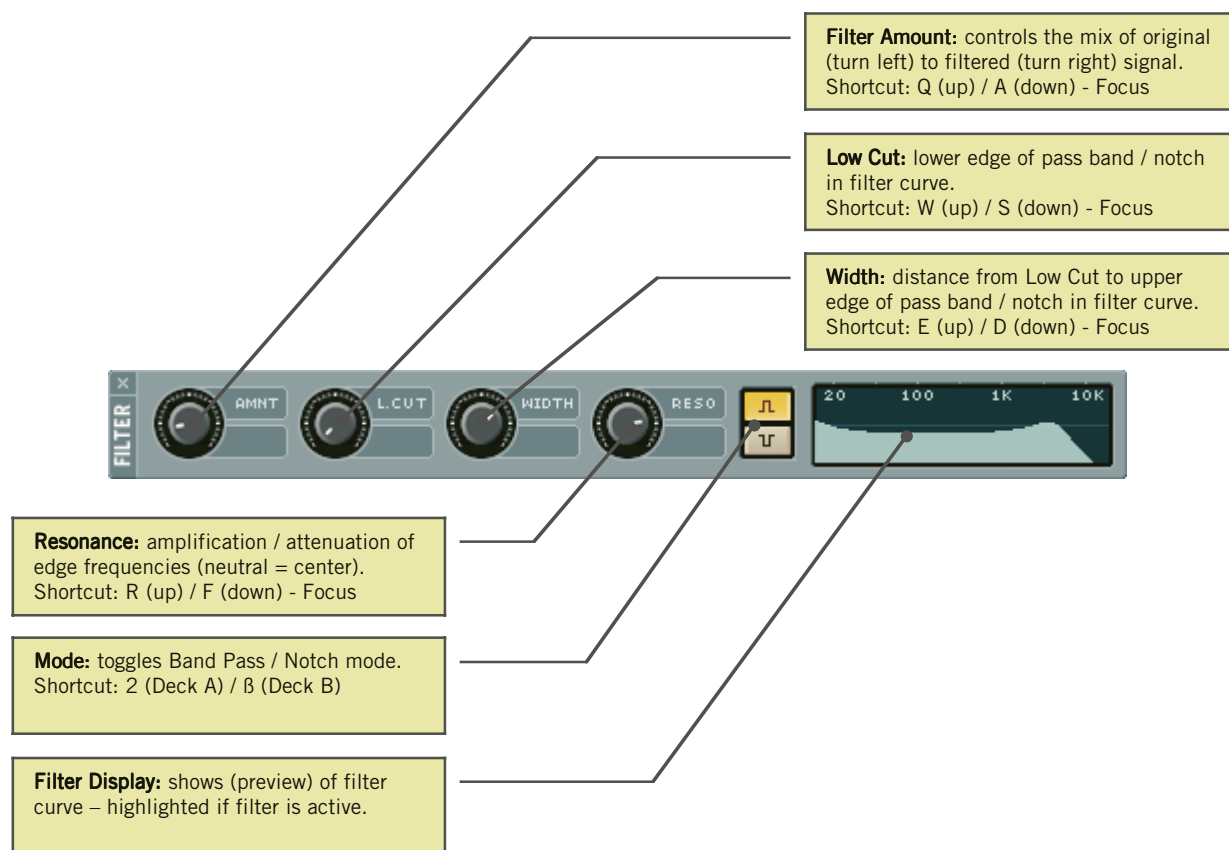 Filter Amount: controls the mix of original
(turn left) to filtered (turn right) signal.
Shortcut: Q (up) / A (down) - Focus
Low Cut: lower edge of pass band / notch
in filter curve.
Shortcut: W (up) / S (down) - Focus
Width: distance from Low Cut to upper
edge of pass band / notch in filter curve.
Shortcut: E (up) / D (down) - Focus
X
FILTER
AMNT
L.CUT
WIDTH
RESO
20 100 1K 10K
Resonance: amplification / attenuation of
edge frequencies (neutral = center).
Shortcut: R (up) / F (down) - Focus
Mode: toggles Band Pass / Notch mode.
Shortcut: 2 (Deck A) / ß (Deck B)
Filter Display: shows (preview) of filter
curve – highlighted if filter is active.